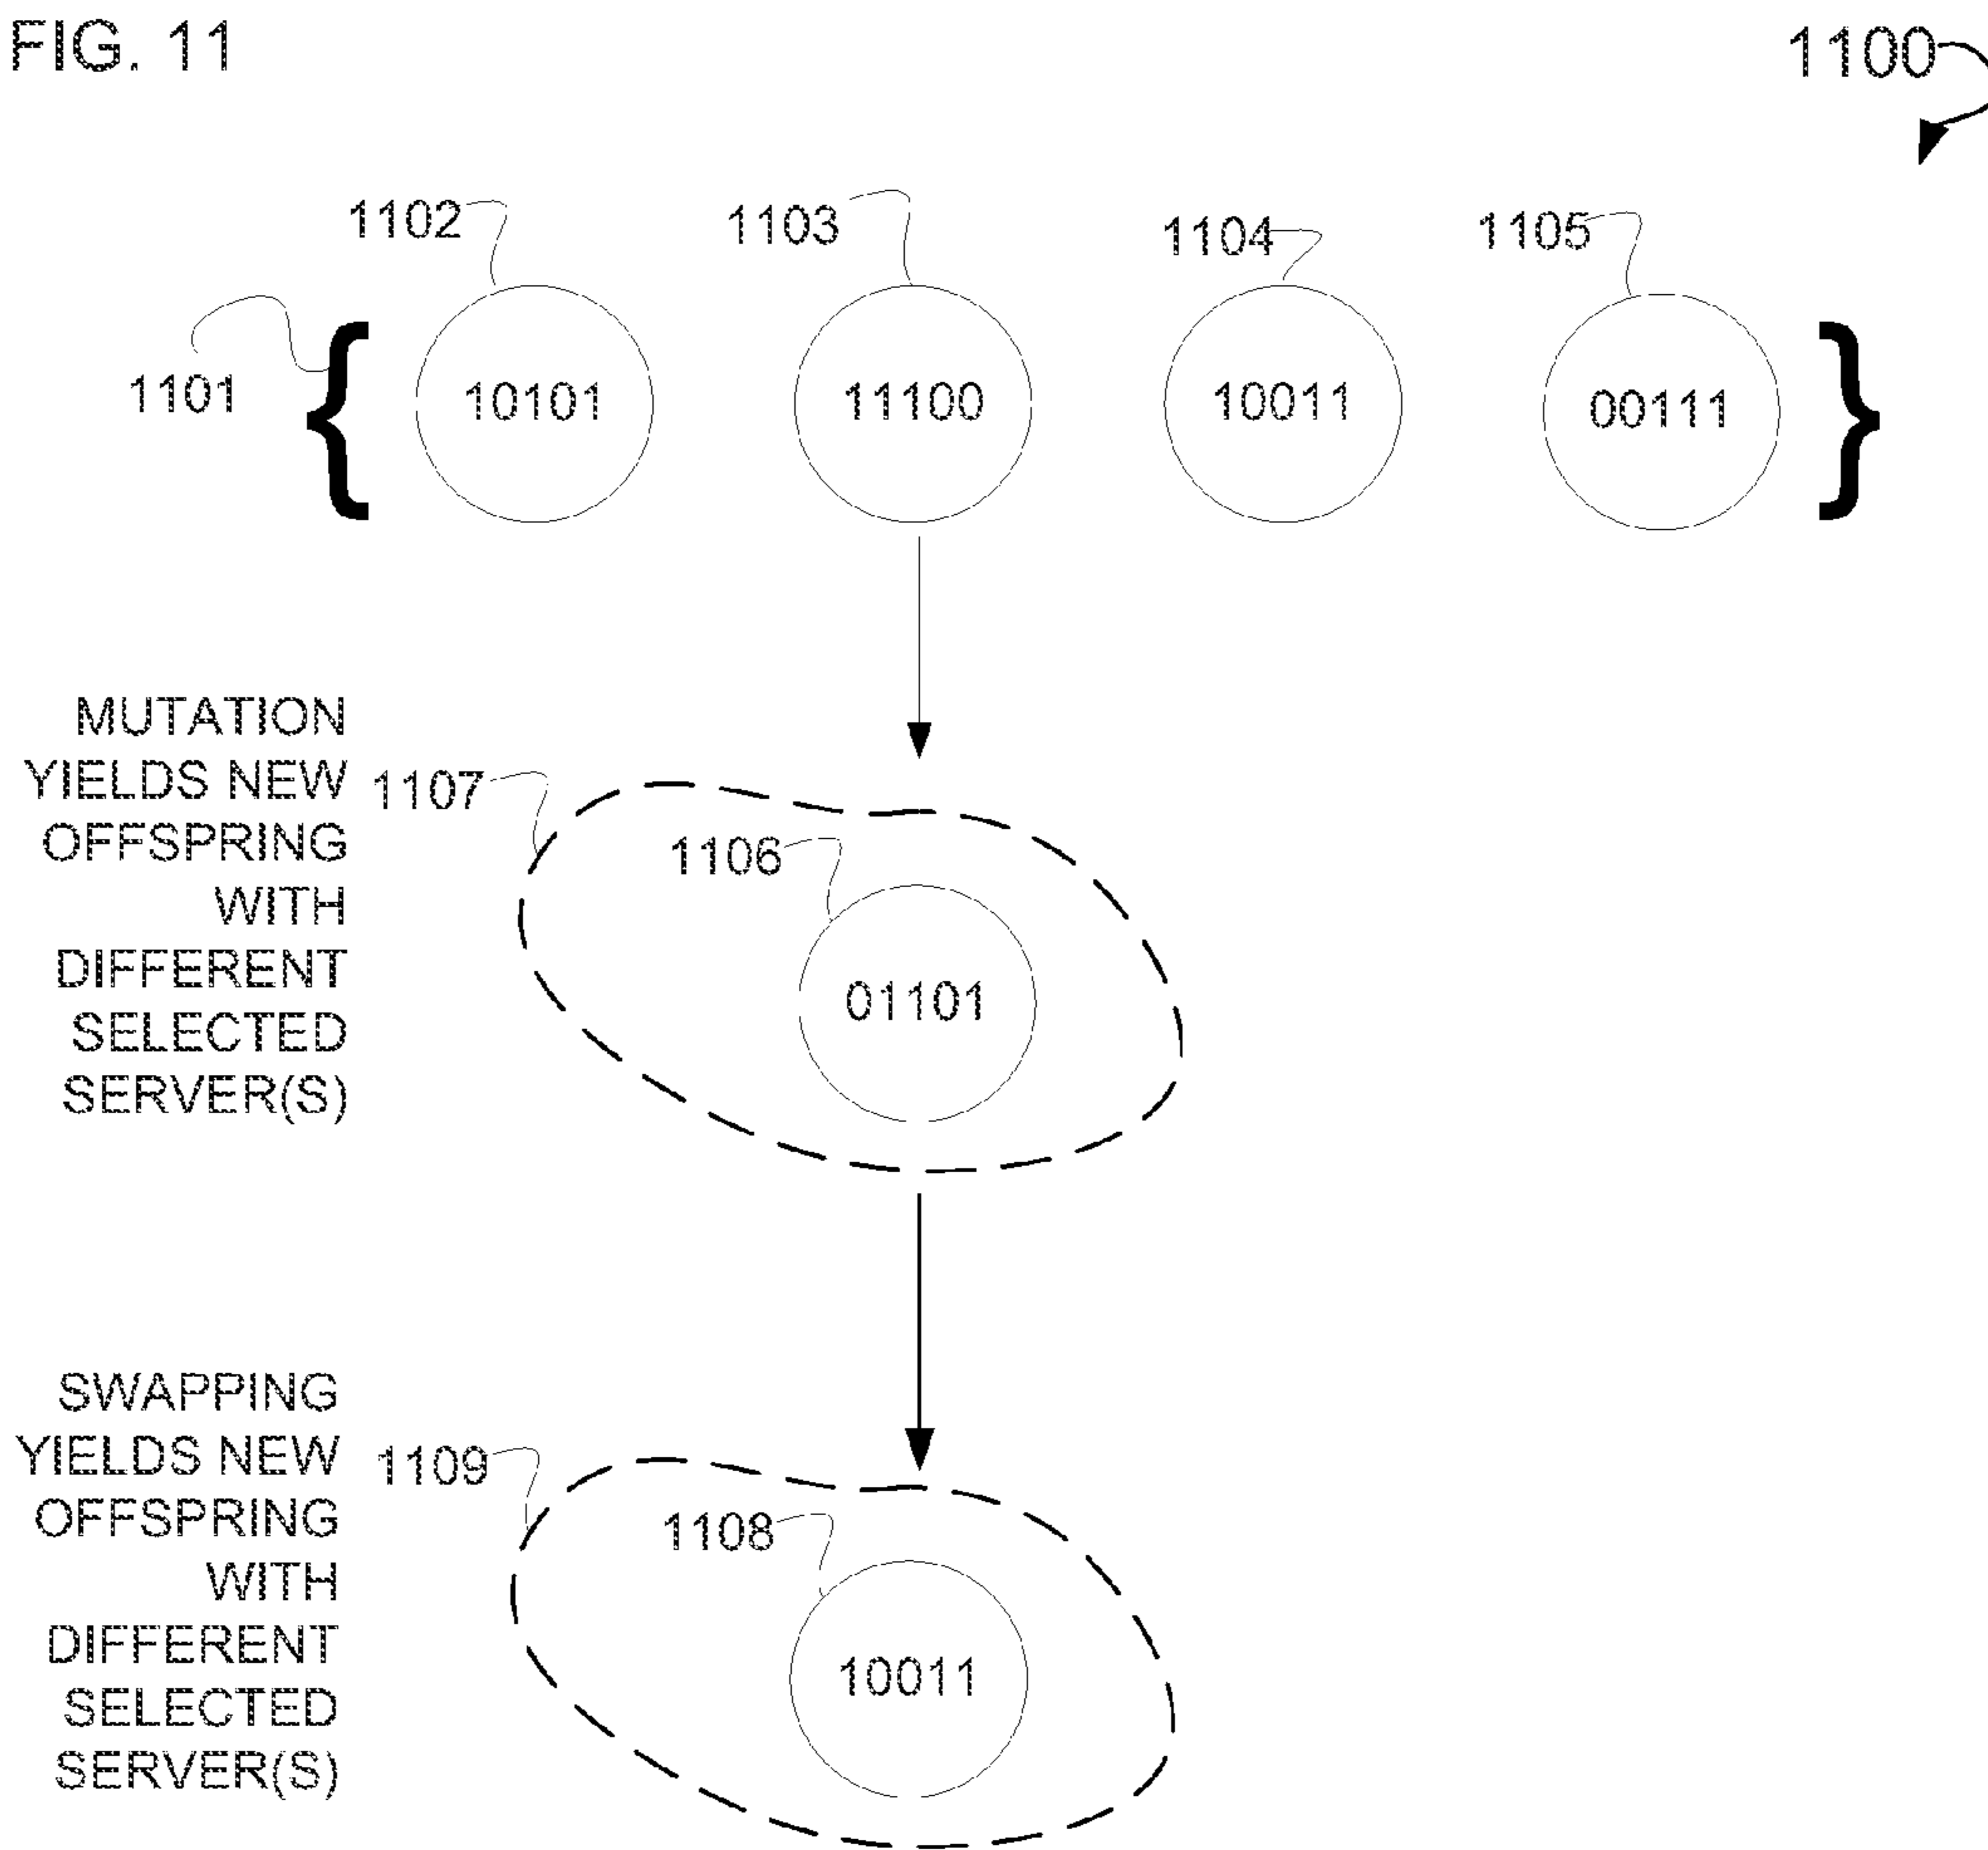 FIG. 11
1100
1102
1103
1104
1105
1101
{
10101
11100
10011
00111
}
MUTATION
YIELDS NEW
OFFSPRING
WITH
DIFFERENT
SELECTED
SERVER(S)
1107
1106
01101
SWAPPING
YIELDS NEW
OFFSPRING
WITH
DIFFERENT
SELECTED
SERVER(S)
1109
1108
10011